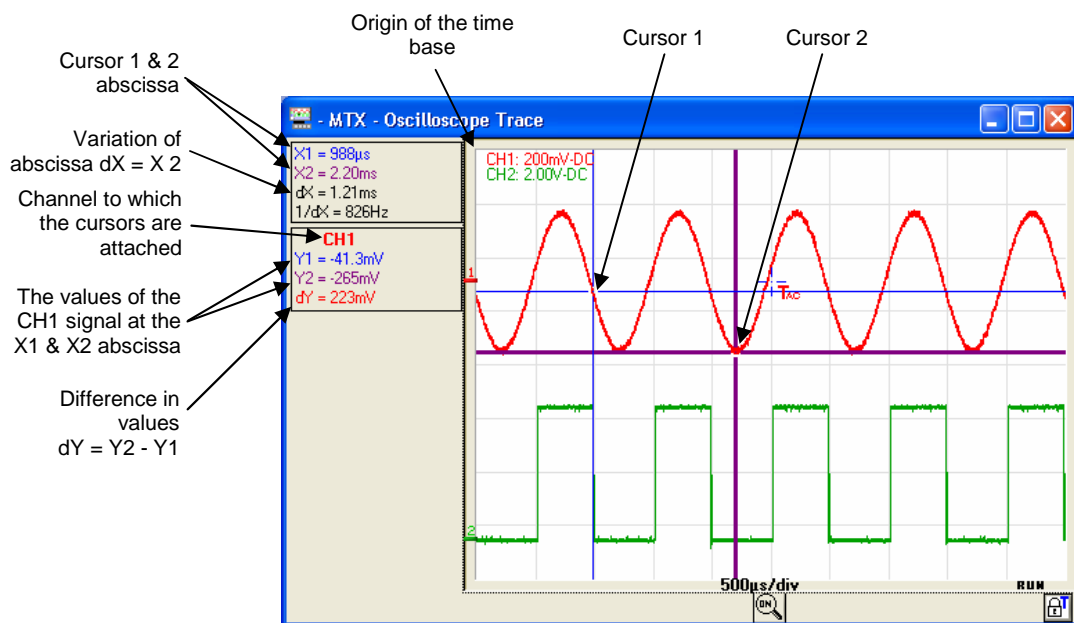 Origin of the time
base
Cursor 1
Cursor 2
Cursor 1 & 2
abscissa
Variation of
abscissa dX = X 2
Channel to which
the cursors are
attached
The values of the
CH1 signal at the
X1 & X2 abscissa
Difference in
values
dY = Y2 - Y1
- MTX - Oscilloscope Trace
X1 = 988µs
X2 = 2.20ms
dX = 1.21ms
1/dX = 826Hz
CH1
Y1 = -41.3mV
Y2 = -265mV
dY = 223mV
CH1: 200mV-DC
CH2: 2.00V-DC
1
TAC
2
500µs/div
RUN
ON
T